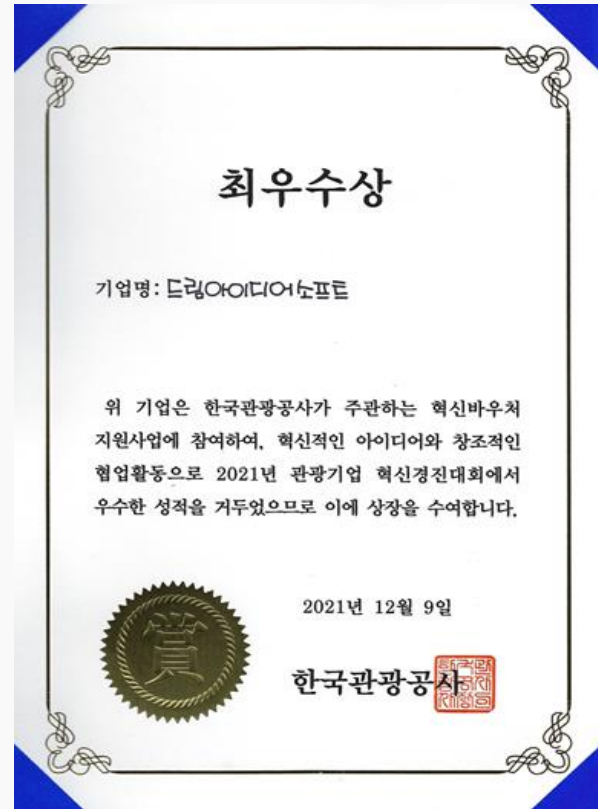 최우수상
기업명: 드림아이디어소프트
위 기업은 한국관광공사가 주관하는 혁신바우처
지원사업에 참여하여, 혁신적인 아이디어와 창조적인
협업활동으로 2021년 관광기업 혁신경진대회에서
우수한 성적을 거두었으므로 이에 상장을 수여합니다.
2021년 12월 9일
賞
한국관광공사